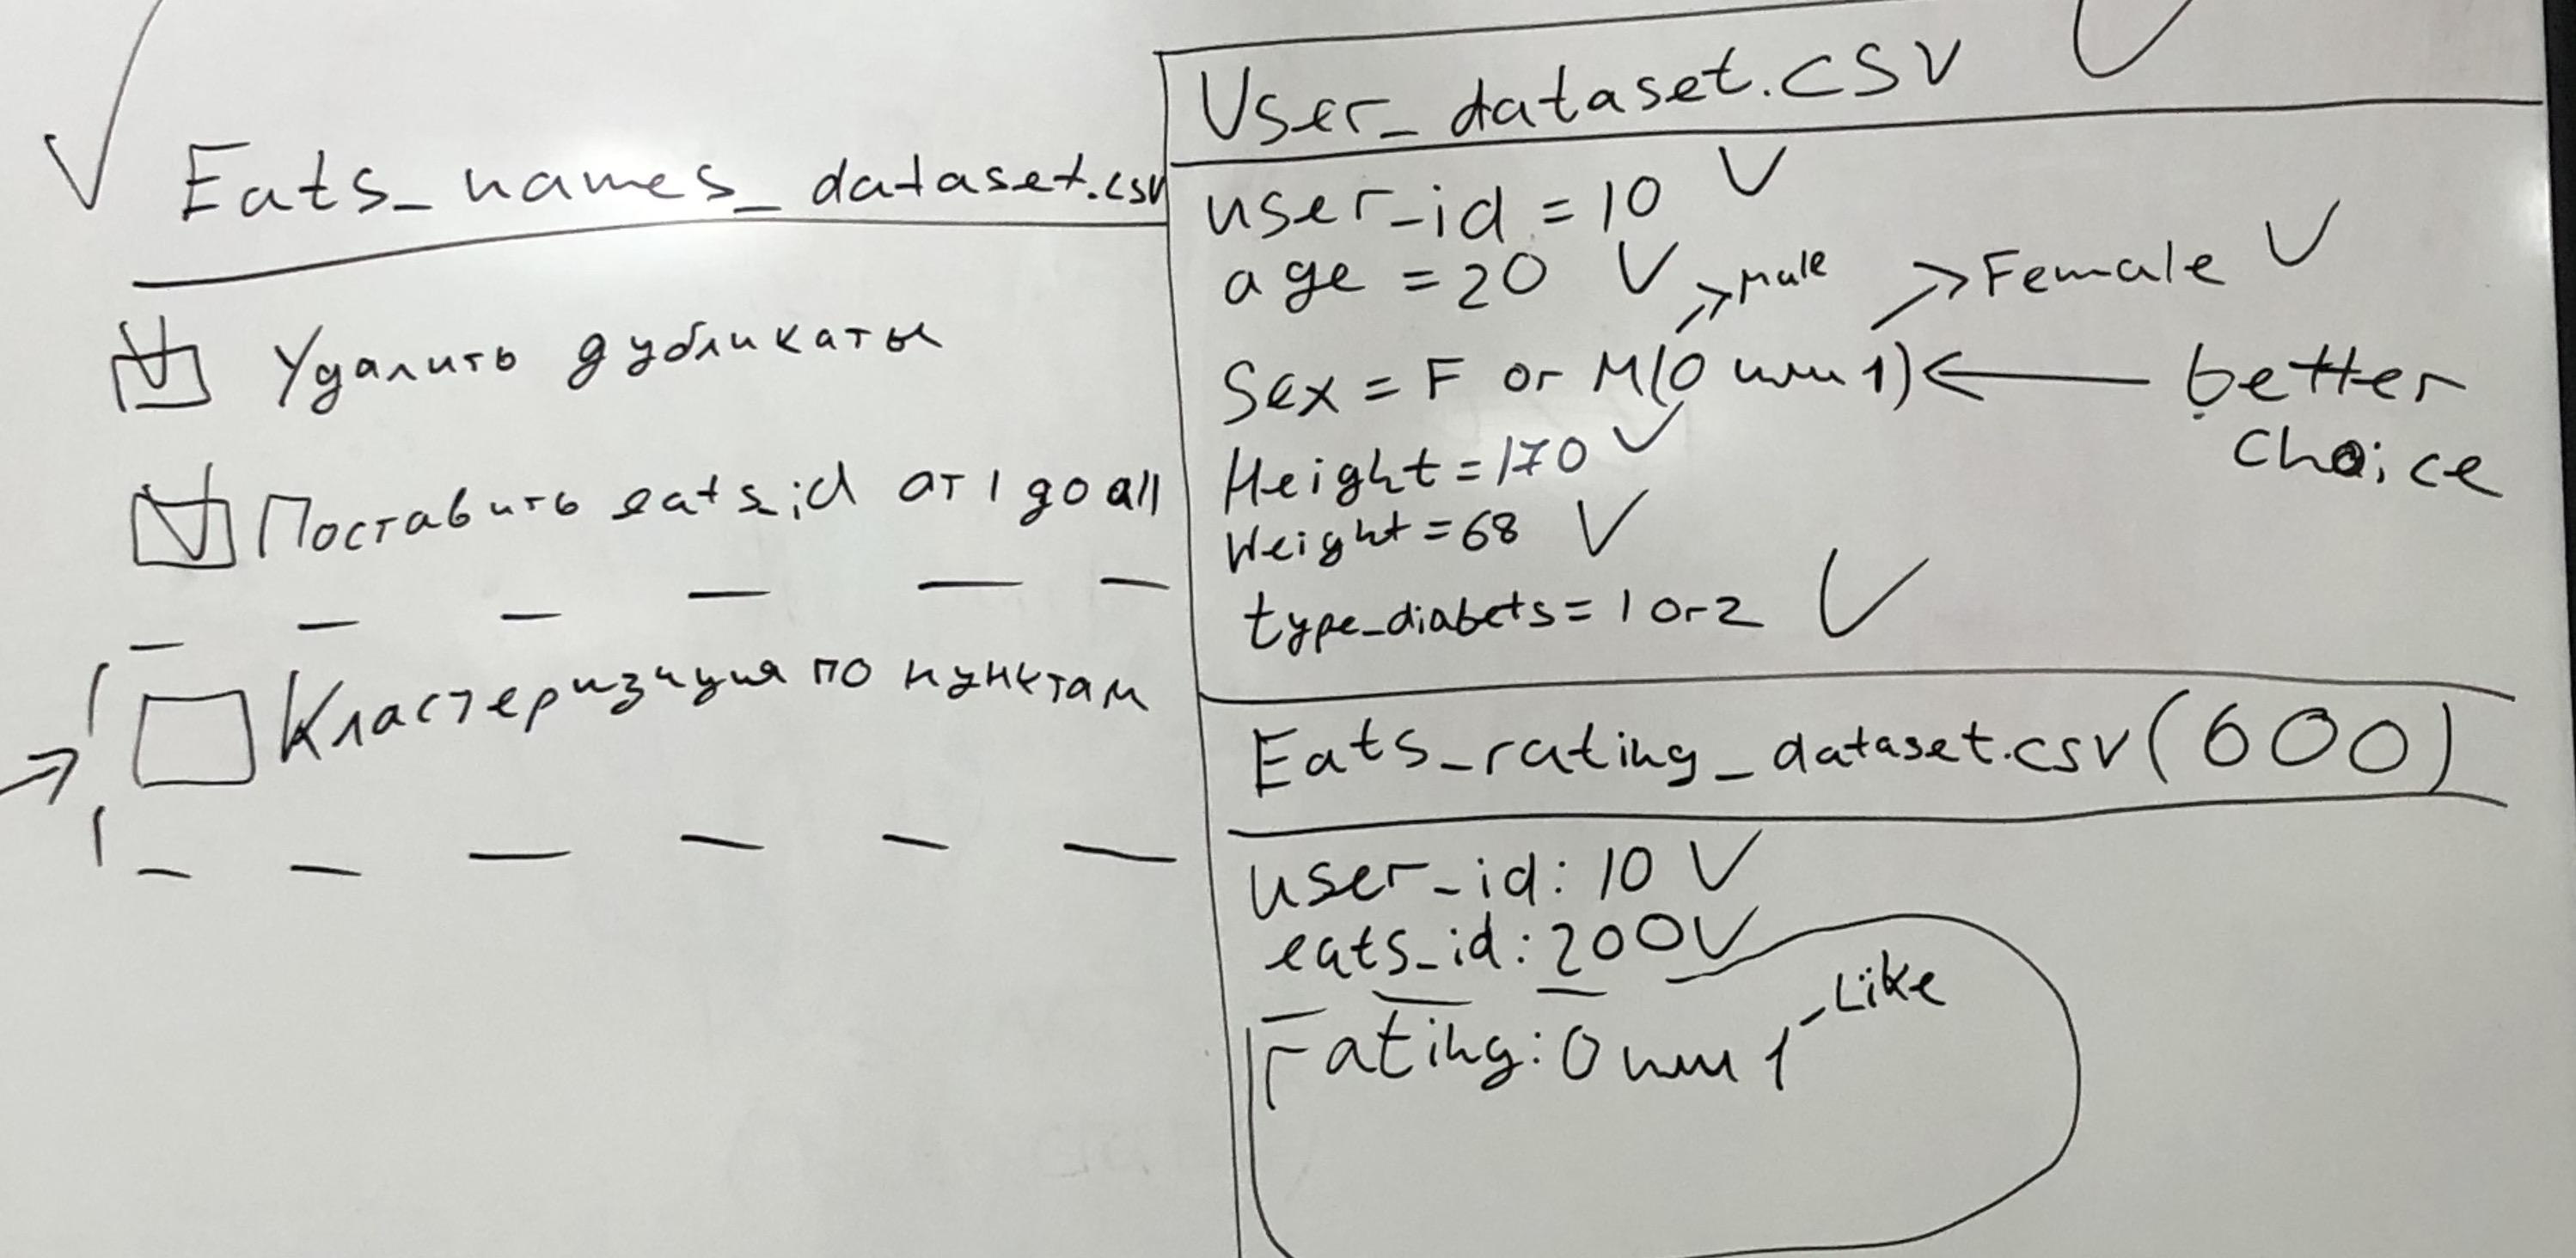 Eats_names_dataset.csv
Удалить дубликаты
Поставить eats_id от 1 до all
Кластеризация по пунктам
User_dataset.csv
user_id = 10
age = 20
Male
Female
Sex = F or M(0 или 1)
better
choice
Height = 170
Weight = 68
type_diabets = 1 or 2
Eats_rating_dataset.csv (600)
user_id: 10
eats_id: 200
Like
rating: 0 или 1